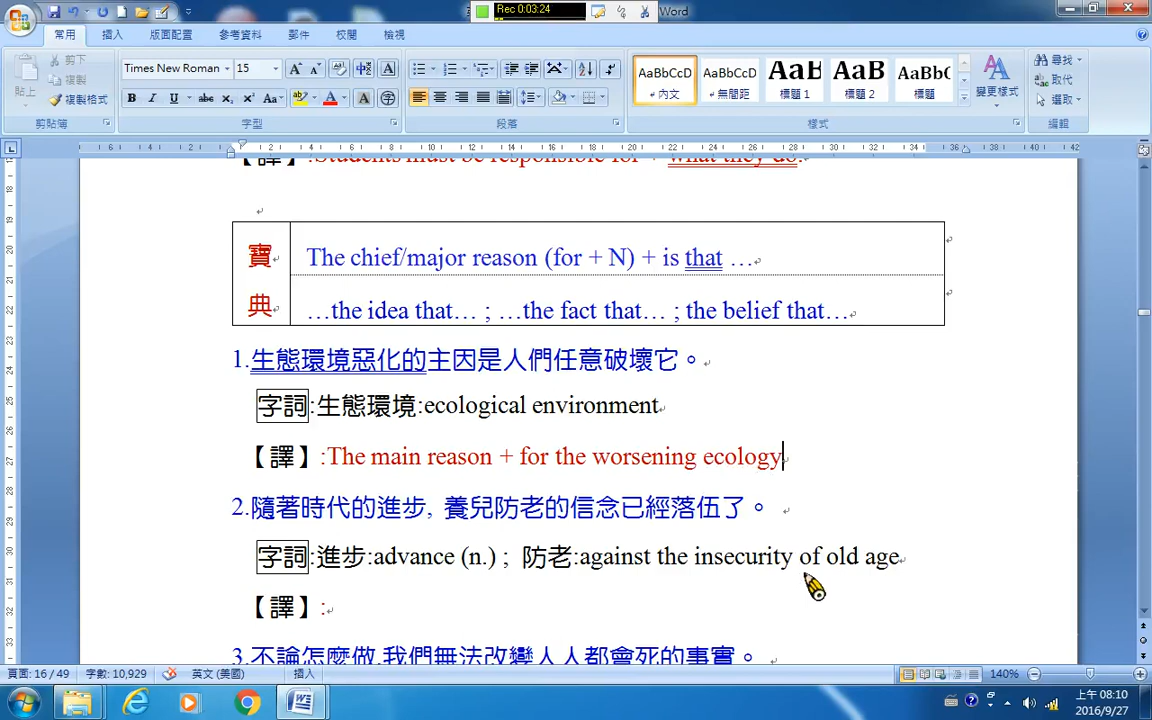 Rec 0:03:24
Word
常用 插入 版面配置 參考資料 郵件 校閱 檢視
剪下
複製
貼上 複製格式
Times New Roman 15
AaBbCcD AaBbCcD AaB AaB AaBbC
內文 無間距 標題 1 標題 2 標題
變更樣式
尋找
取代
選取
剪貼簿 字型 段落 樣式 編輯
【譯】:Students must be responsible for + what they do.
寶典
The chief/major reason (for + N) + is that …
…the idea that… ; …the fact that… ; the belief that…
1.生態環境惡化的主因是人們任意破壞它。
字詞:生態環境:ecological environment
【譯】:The main reason + for the worsening ecology
2.隨著時代的進步, 養兒防老的信念已經落伍了。
字詞:進步:advance (n.) ; 防老:against the insecurity of old age
【譯】:
3.不論怎麼做,我們無法改變人人都會死的事實。
頁面: 16 / 49 字數: 10,929 英文 (美國) 插入 140%
上午 08:10
2016/9/27